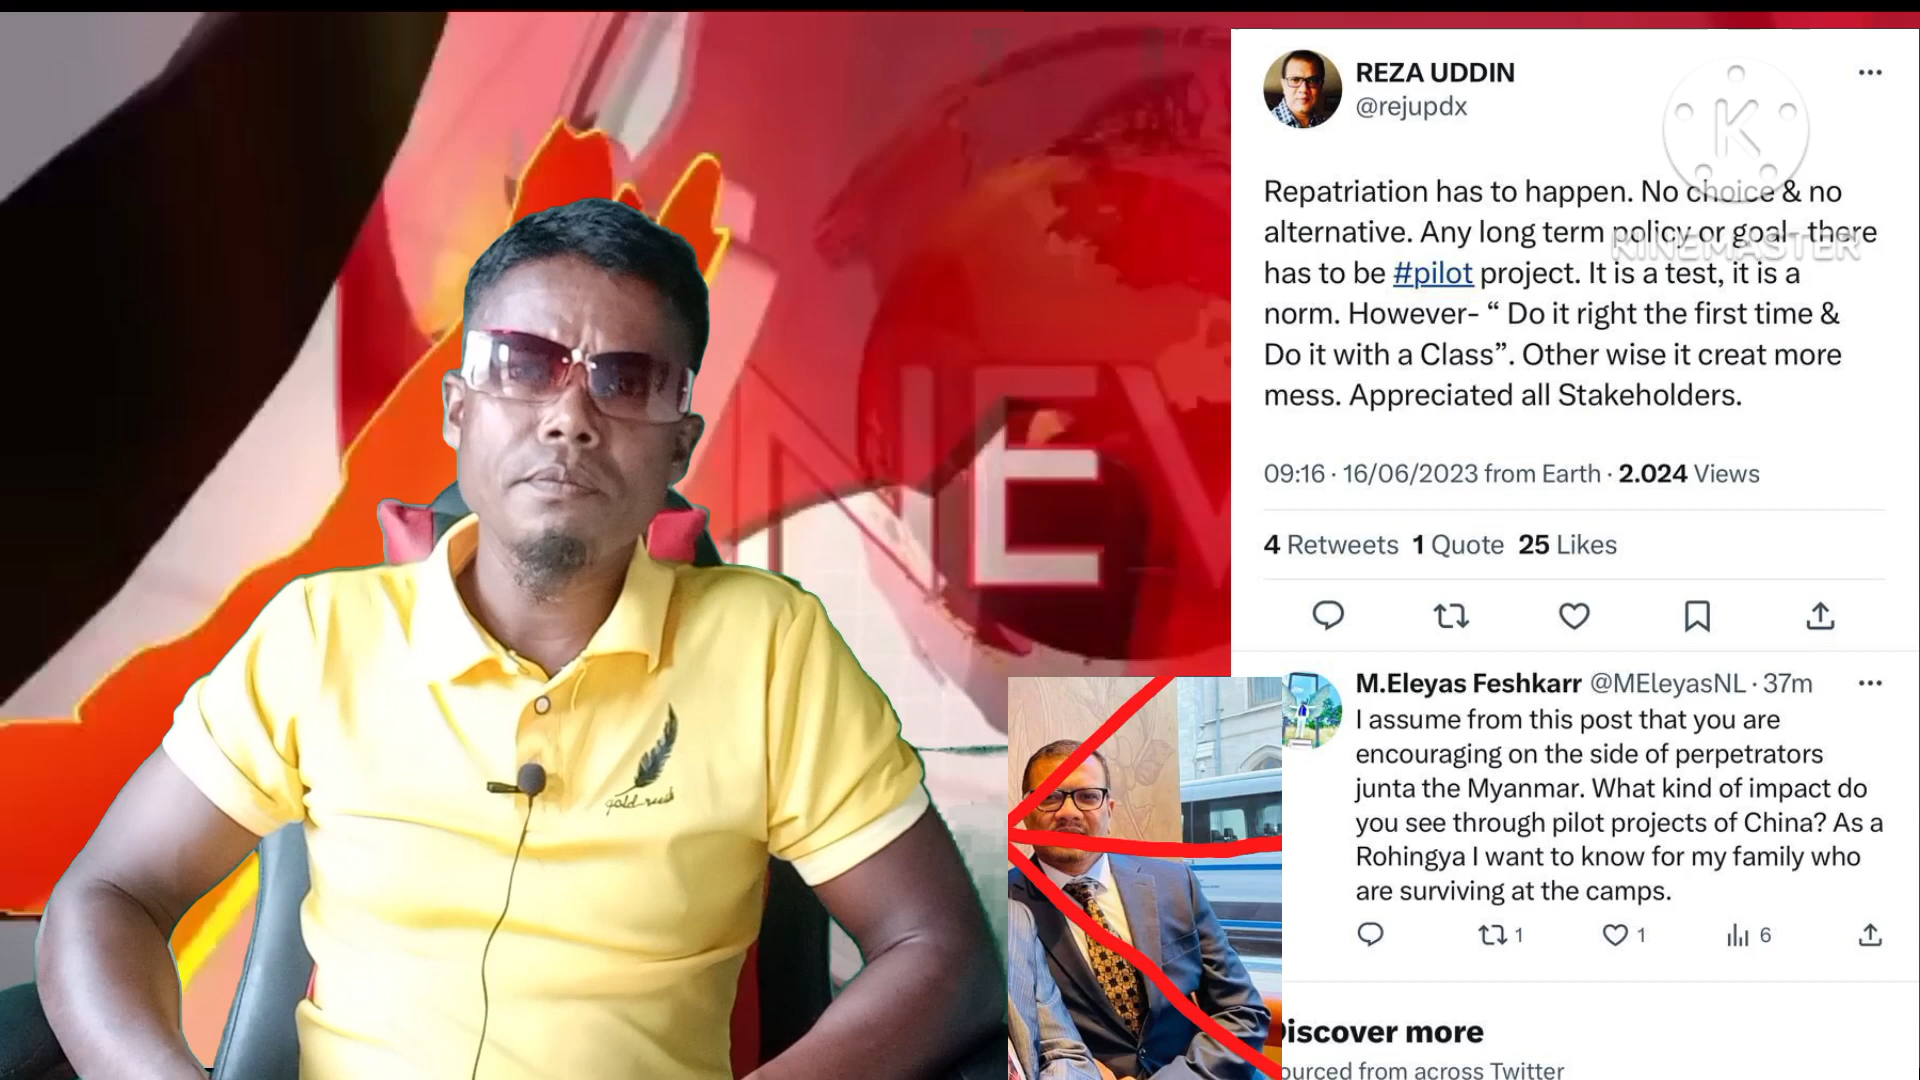 NEW
gold_rush
REZA UDDIN
@rejupdx
K
KINEMASTER
Repatriation has to happen. No choice & no
alternative. Any long term policy or goal- there
has to be #pilot project. It is a test, it is a
norm. However- “ Do it right the first time &
Do it with a Class”. Other wise it creat more
mess. Appreciated all Stakeholders.
09:16 · 16/06/2023 from Earth · 2.024 Views
4 Retweets 1 Quote 25 Likes
M.Eleyas Feshkarr @MEleyasNL · 37m
I assume from this post that you are
encouraging on the side of perpetrators
junta the Myanmar. What kind of impact do
you see through pilot projects of China? As a
Rohingya I want to know for my family who
are surviving at the camps.
1 1 6
Discover more
ourced from across Twitter